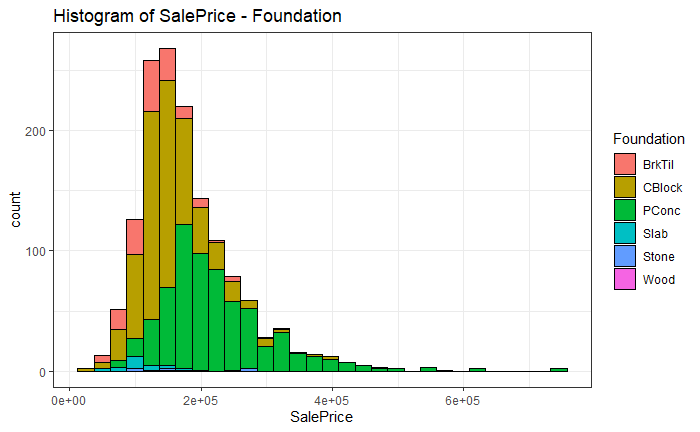 Histogram of SalePrice - Foundation
count
200
100
0
0e+00 2e+05 4e+05 6e+05
SalePrice
Foundation
BrkTil
CBlock
PConc
Slab
Stone
Wood